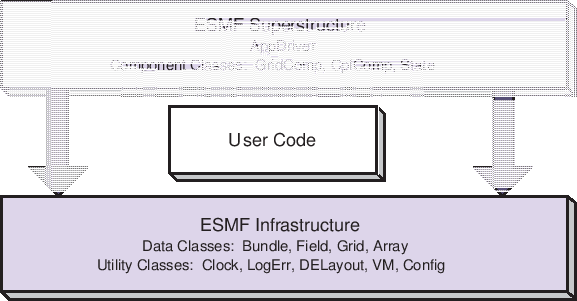 ESMF Superstructure
AppDriver
Component Classes: GridComp, CplComp, State
User Code
ESMF Infrastructure
Data Classes: Bundle, Field, Grid, Array
Utility Classes: Clock, LogErr, DELayout, VM, Config